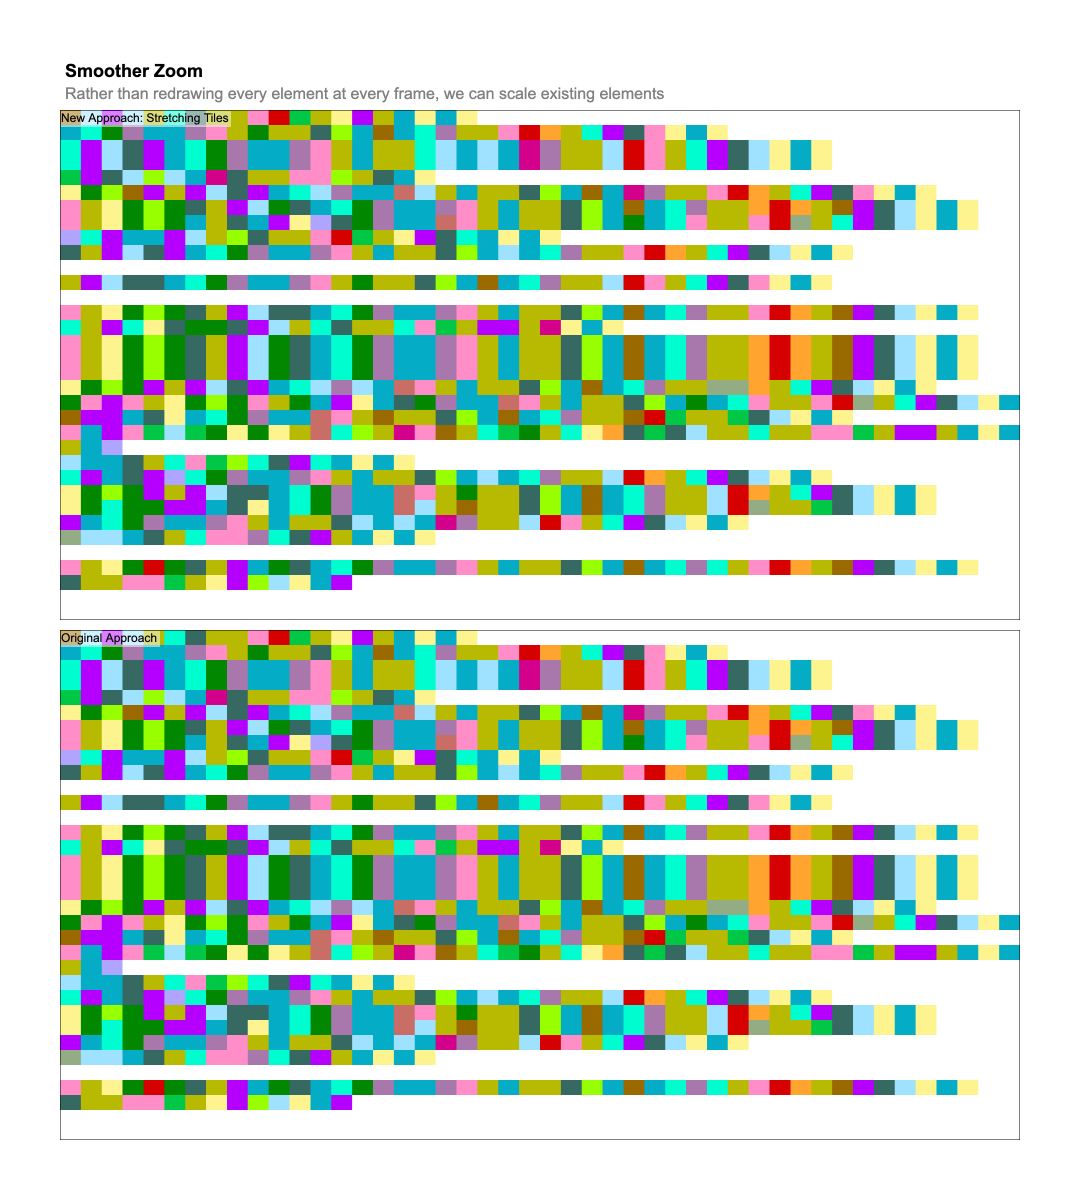 Smoother Zoom
Rather than redrawing every element at every frame, we can scale existing elements
New Approach: Stretching Tiles
Original Approach